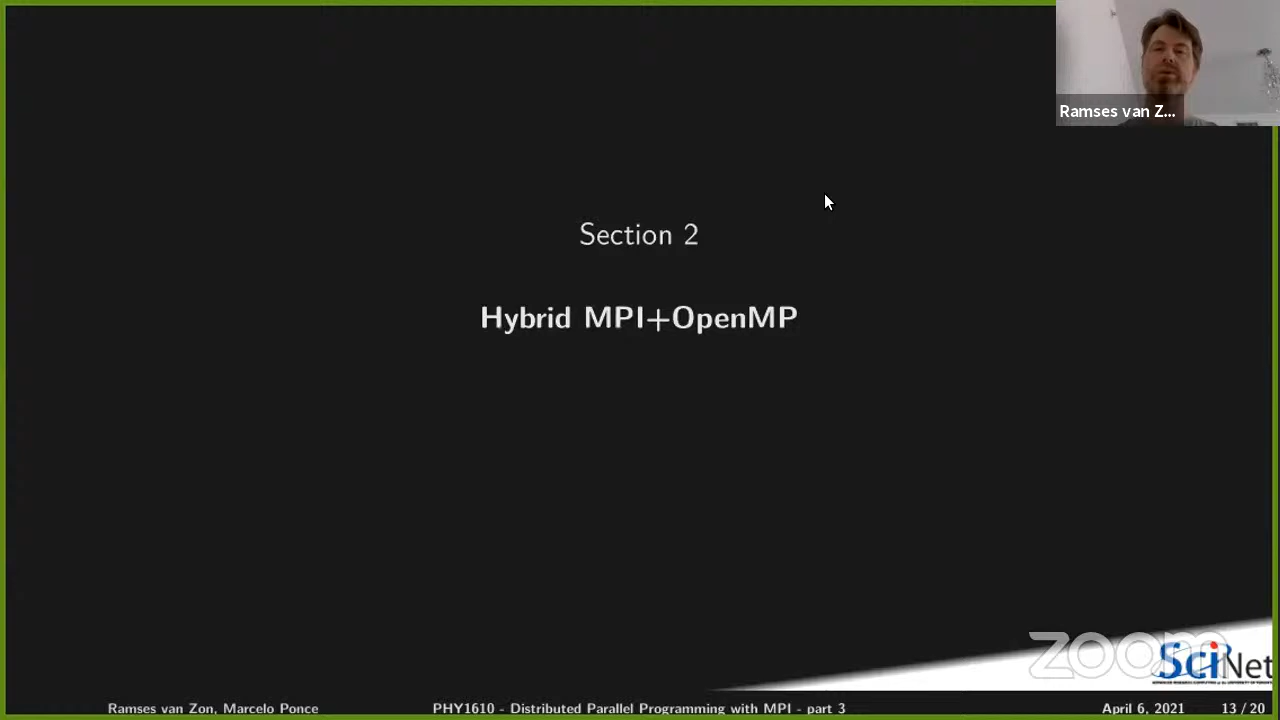 Ramses van Z...
Section 2
Hybrid MPI+OpenMP
zoom
SciNet
Ramses van Zon, Marcelo Ponce
PHY1610 - Distributed Parallel Programming with MPI - part 3
April 6, 2021
13 / 20